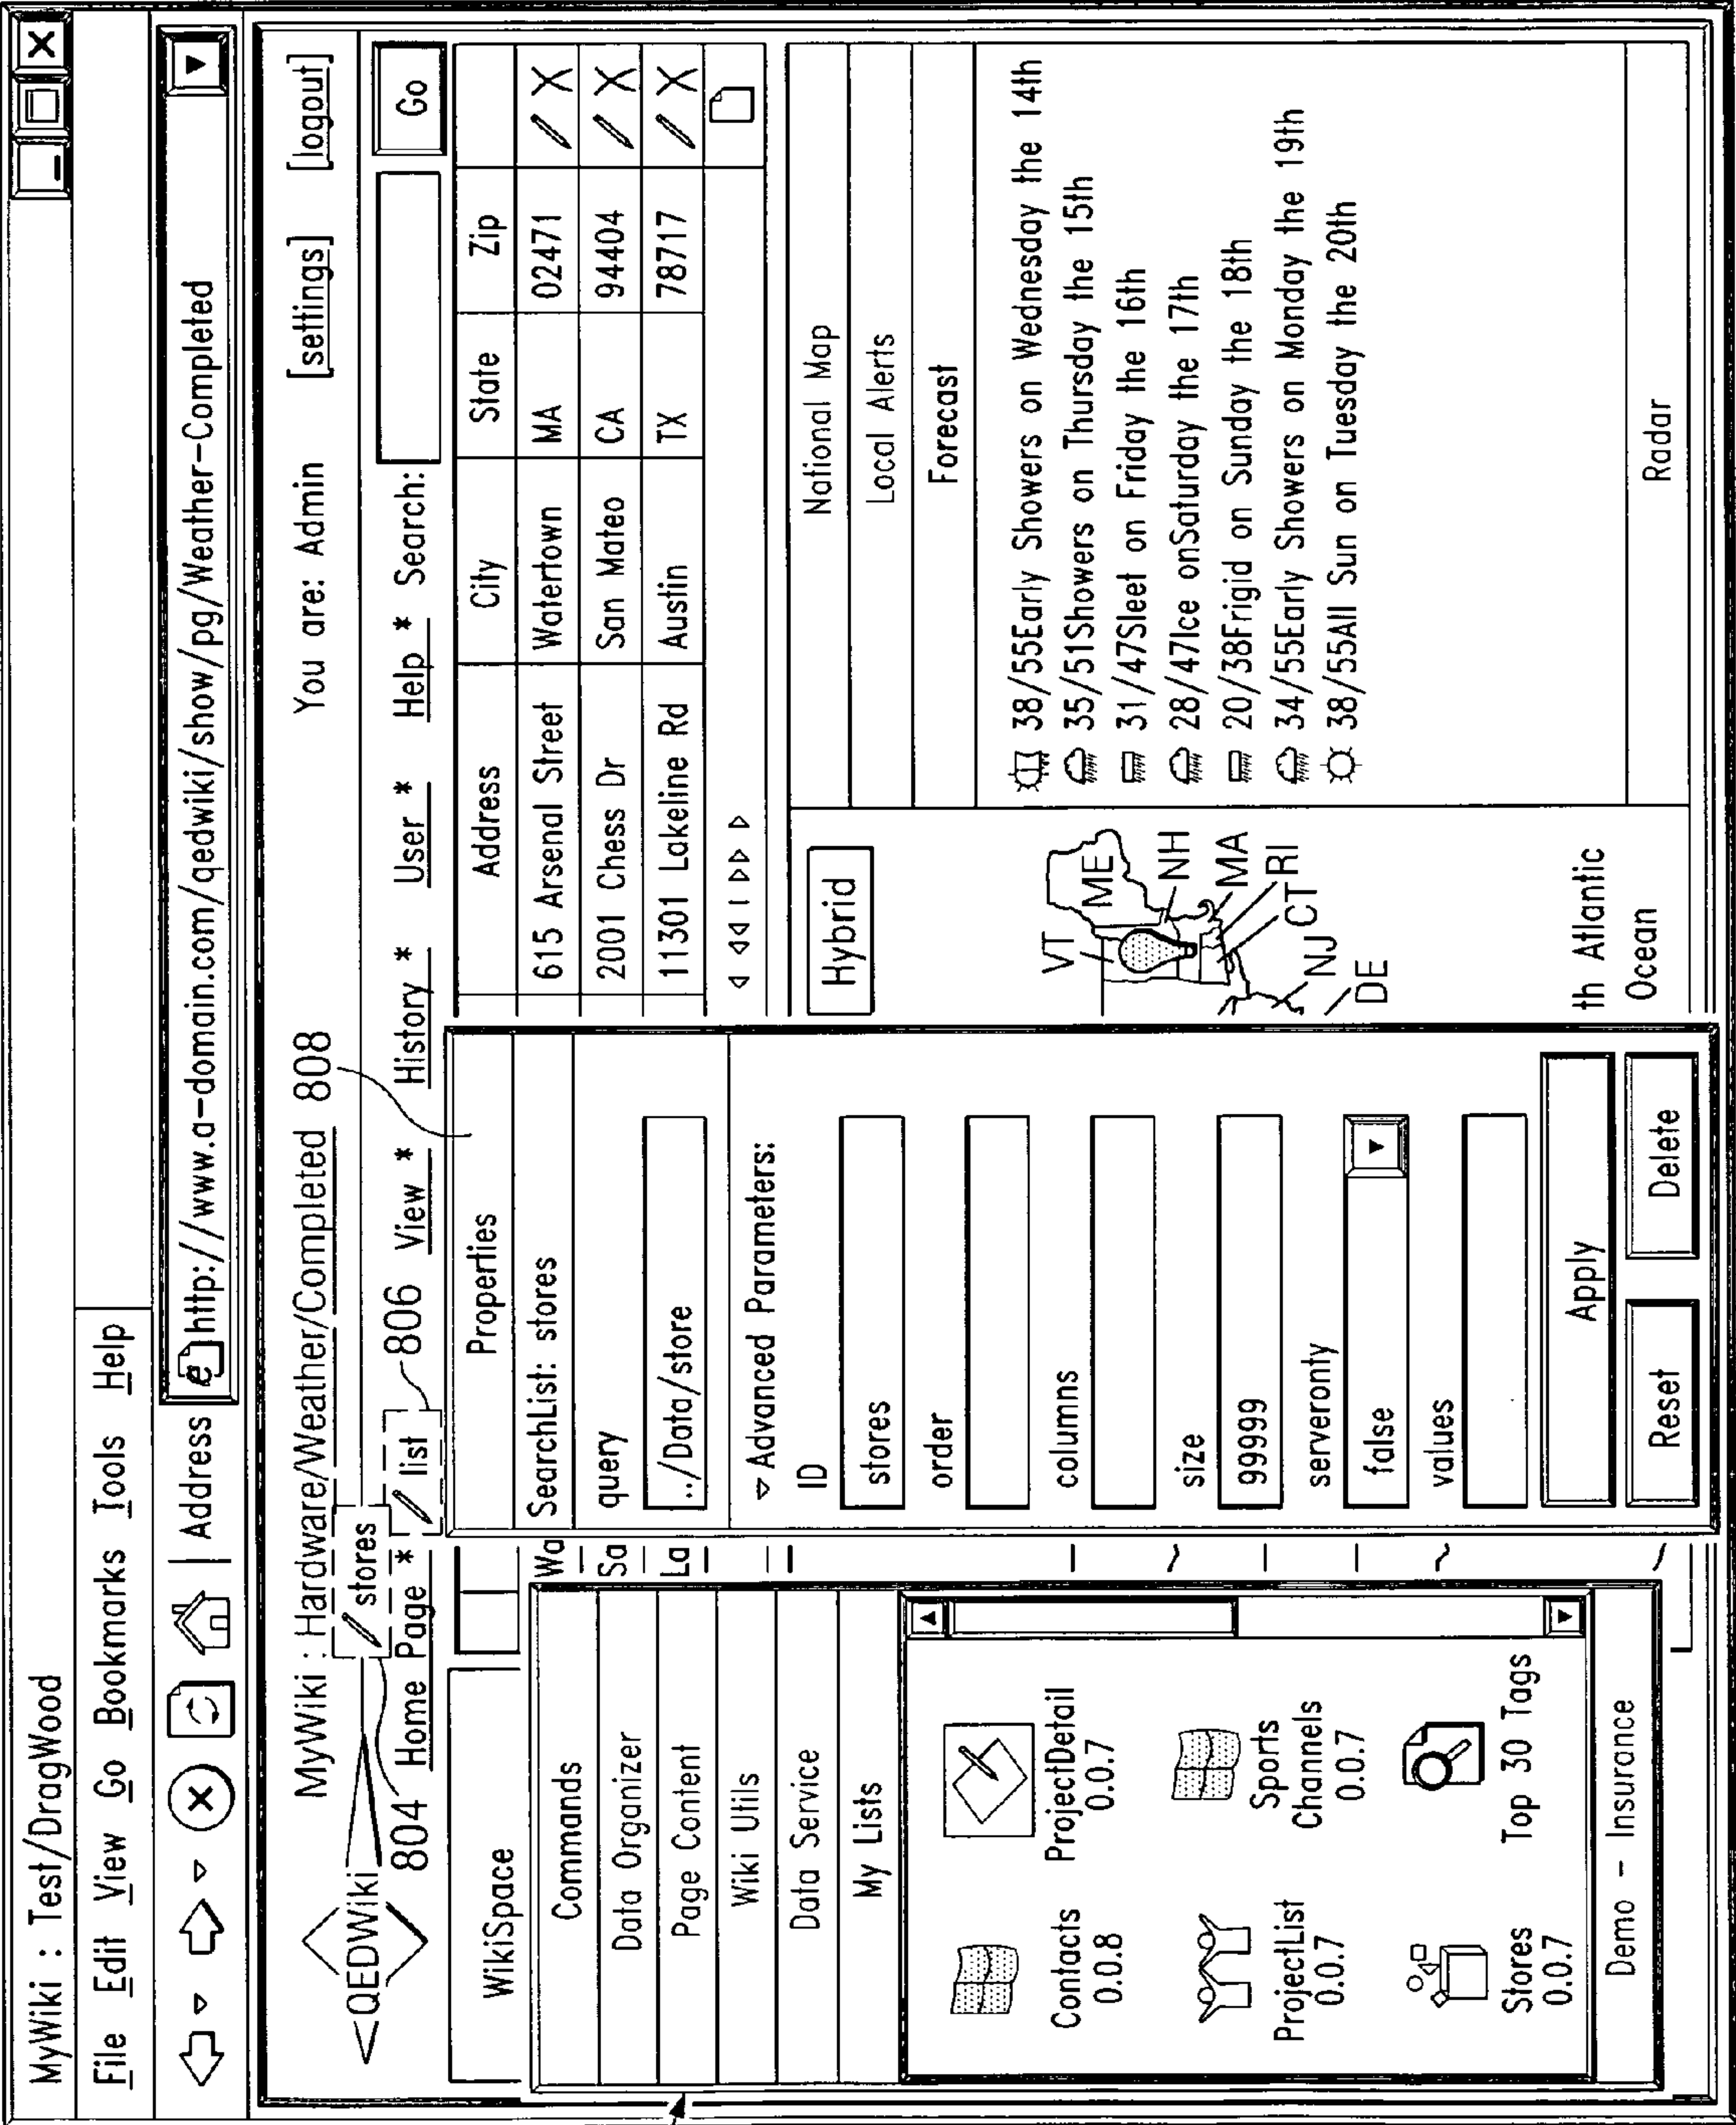 MyWiki : Test/DragWood
File Edit View Go Bookmarks Tools Help
Address http://www.a-domain.com/qedwiki/show/pg/Weather-Completed
QEDWiki
MyWiki : Hardware/Weather/Completed 808
You are: Admin [settings] [logout]
stores
804 Home Page *
list
806 View * History * User * Help * Search:
Go
WikiSpace
Commands
Data Organizer
Page Content
Wiki Utils
Data Service
My Lists
Contacts
0.0.8
ProjectDetail
0.0.7
ProjectList
0.0.7
Sports
Channels
0.0.7
Stores
0.0.7
Top 30 Tags
Demo - Insurance
Wa
Sa
La
Properties
SearchList: stores
query
../Data/store
Advanced Parameters:
ID
stores
order
columns
size
99999
serveronty
false
values
Apply
Reset Delete
Address City State Zip
615 Arsenal Street Watertown MA 02471
2001 Chess Dr San Mateo CA 94404
11301 Lakeline Rd Austin TX 78717
Hybrid
VT
ME
NH
MA
RI
CT
NJ
DE
th Atlantic
Ocean
National Map
Local Alerts
Forecast
38/55Early Showers on Wednesday the 14th
35/51Showers on Thursday the 15th
31/47Sleet on Friday the 16th
28/47Ice onSaturday the 17th
20/38Frigid on Sunday the 18th
34/55Early Showers on Monday the 19th
38/55All Sun on Tuesday the 20th
Radar